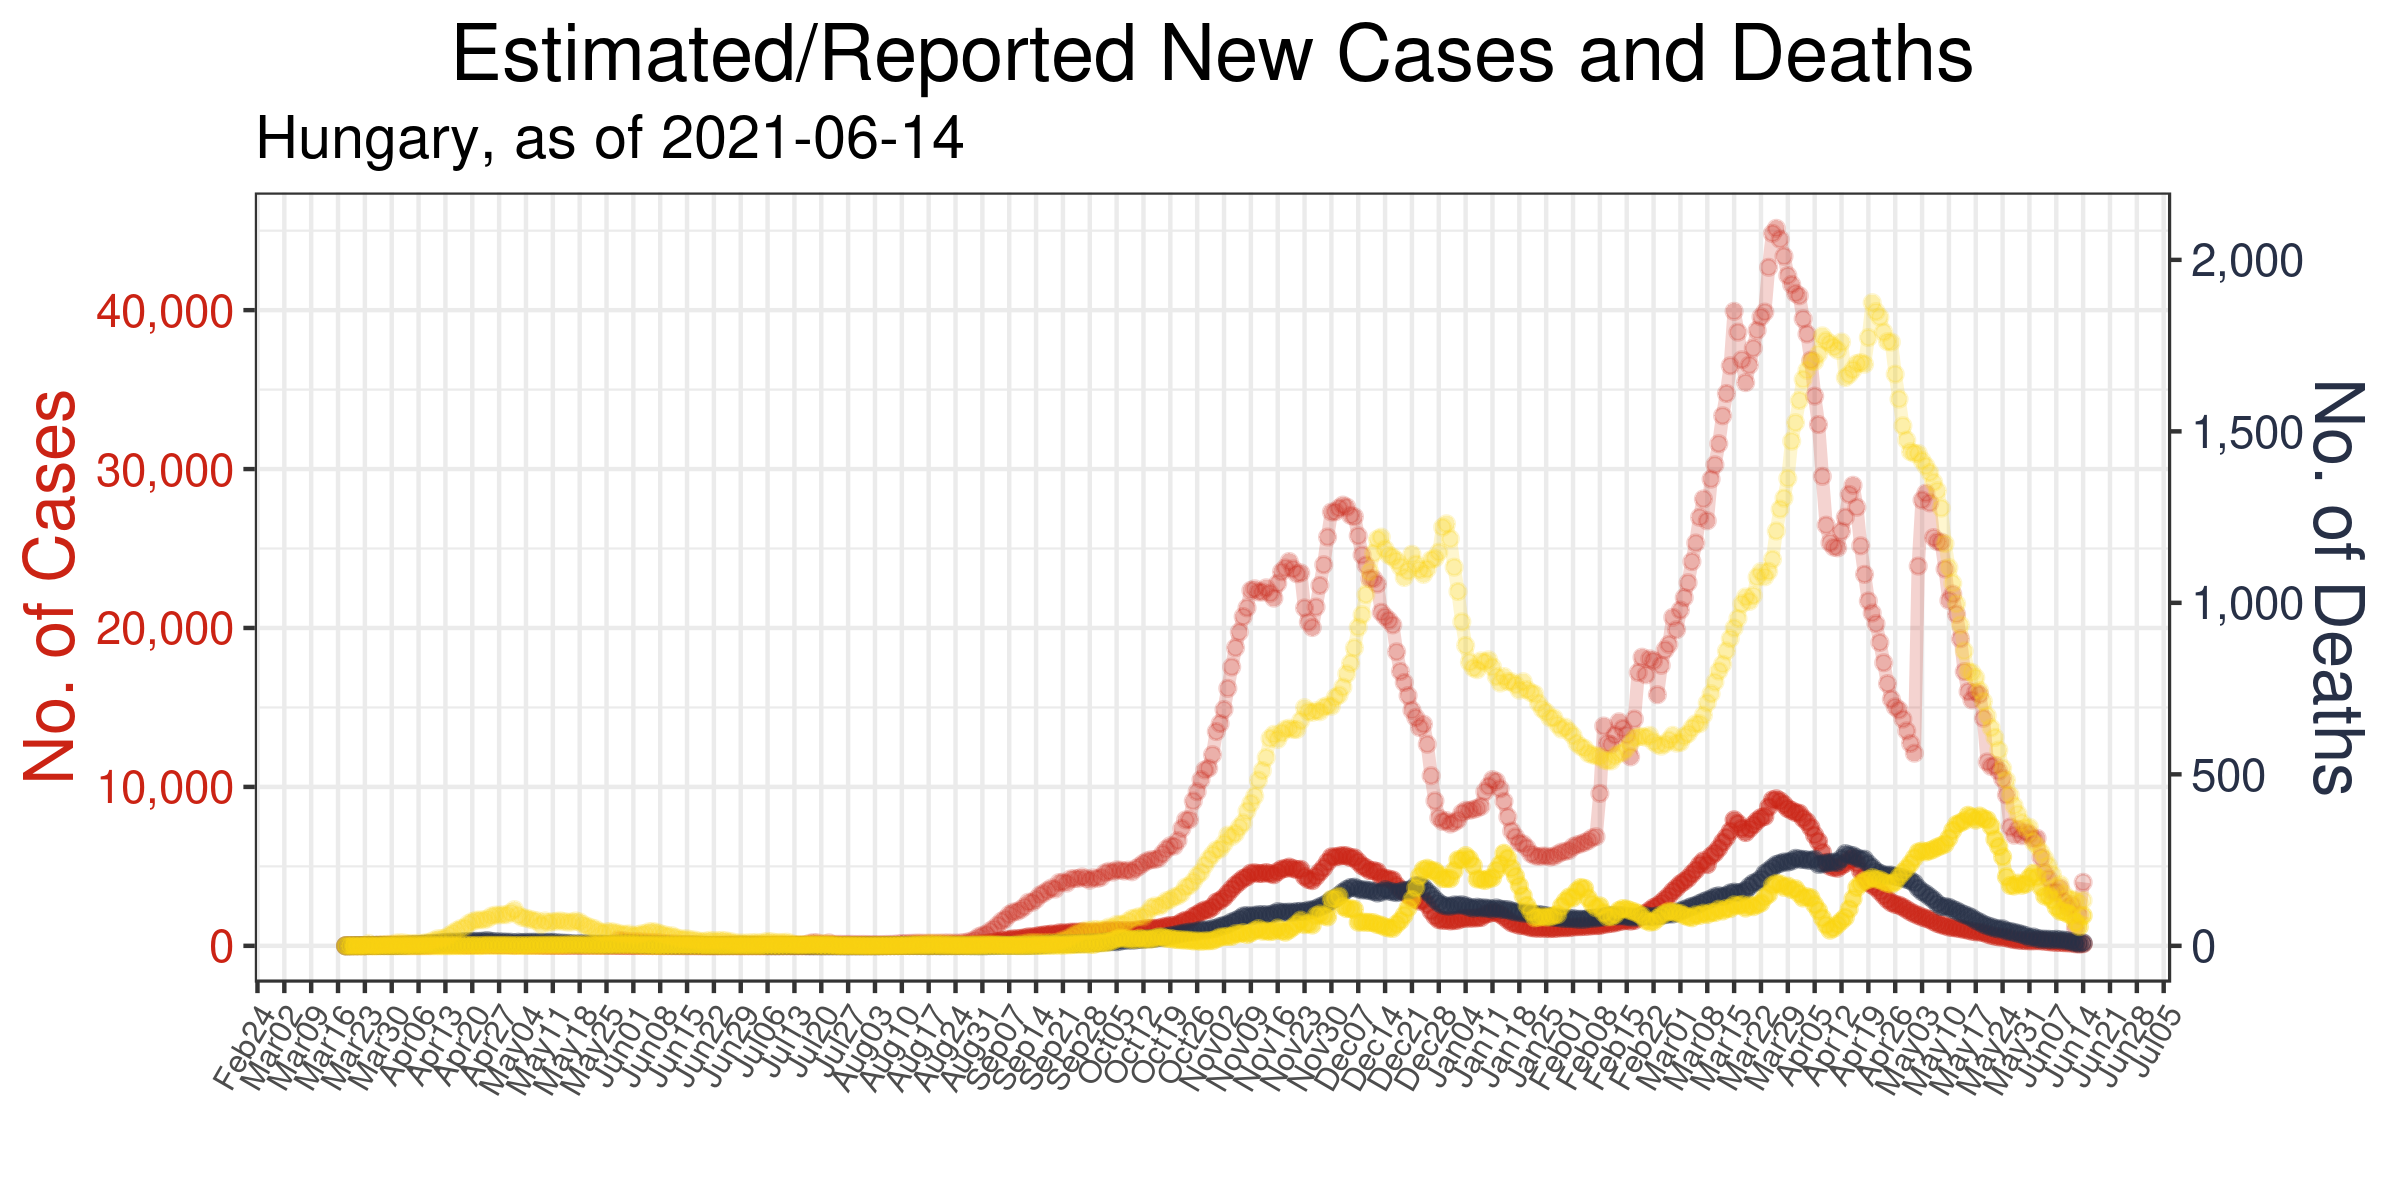 Estimated/Reported New Cases and Deaths
Hungary, as of 2021-06-14
No. of Cases
40,000
30,000
20,000
10,000
0
2,000
1,500
1,000
500
0
No. of Deaths
Feb24
Mar02
Mar09
Mar16
Mar23
Mar30
Apr06
Apr13
Apr20
Apr27
May04
May11
May18
May25
Jun01
Jun08
Jun15
Jun22
Jun29
Jul06
Jul13
Jul20
Jul27
Aug03
Aug10
Aug17
Aug24
Aug31
Sep07
Sep14
Sep21
Sep28
Oct05
Oct12
Oct19
Oct26
Nov02
Nov09
Nov16
Nov23
Nov30
Dec07
Dec14
Dec21
Dec28
Jan04
Jan11
Jan18
Jan25
Feb01
Feb08
Feb15
Feb22
Mar01
Mar08
Mar15
Mar22
Mar29
Apr05
Apr12
Apr19
Apr26
May03
May10
May17
May24
May31
Jun07
Jun14
Jun21
Jun28
Jul05